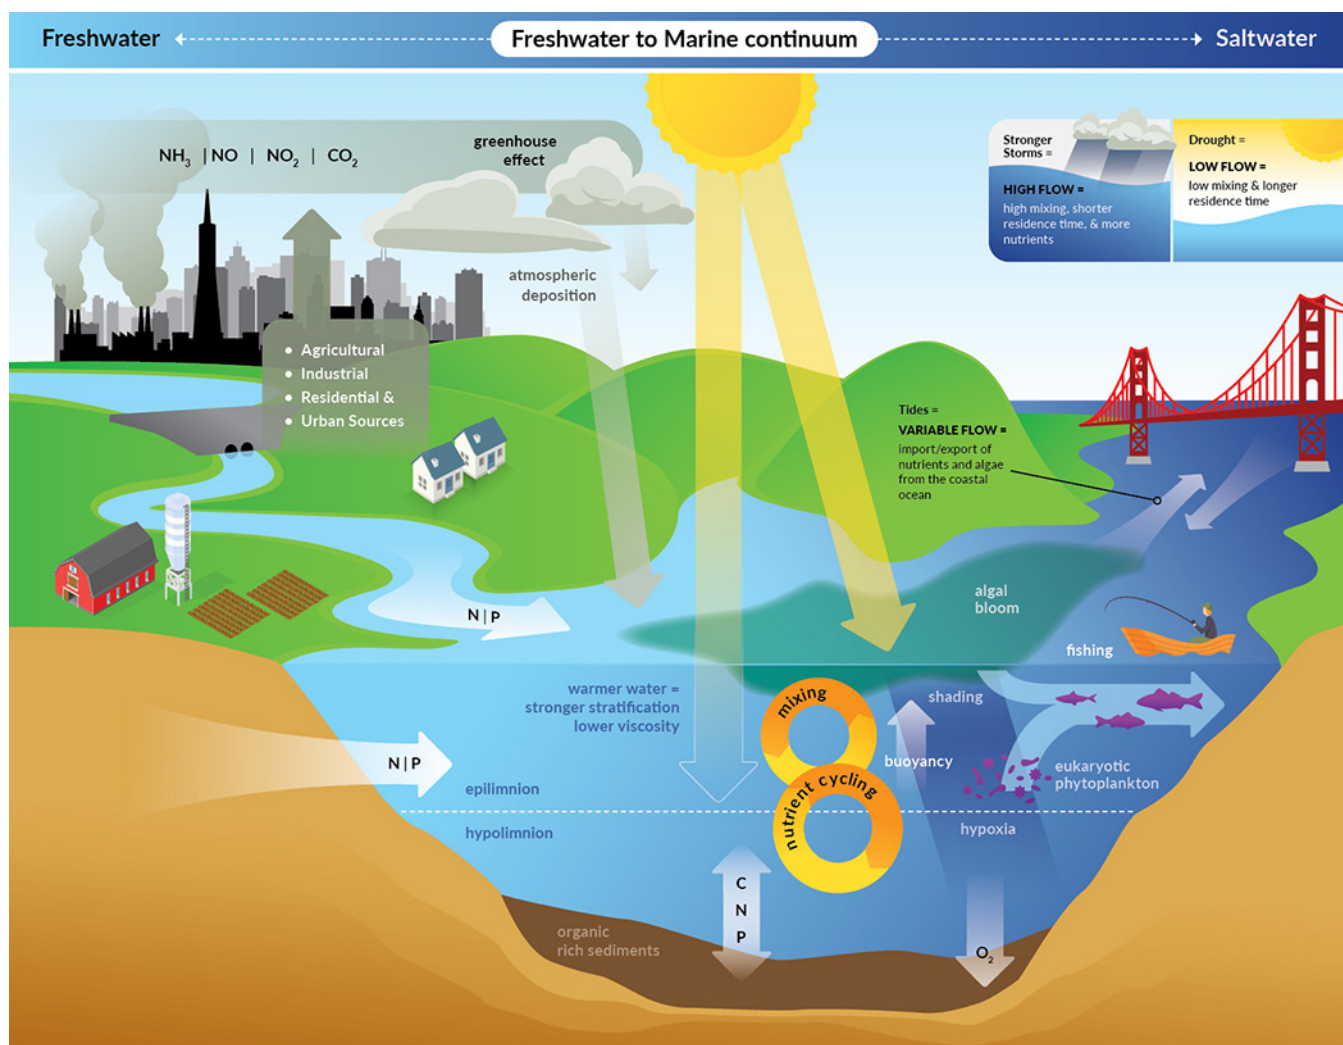 Freshwater
Freshwater to Marine continuum
Saltwater
NH3 | NO | NO2 | CO2
greenhouse
effect
Stronger
Storms =
HIGH FLOW =
high mixing, shorter
residence time, & more
nutrients
Drought =
LOW FLOW =
low mixing & longer
residence time
atmospheric
deposition
• Agricultural
• Industrial
• Residential &
• Urban Sources
Tides =
VARIABLE FLOW =
import/export of
nutrients and algae
from the coastal
ocean
N|P
algal
bloom
fishing
warmer water =
stronger stratification
lower viscosity
mixing
shading
N|P
buoyancy
eukaryotic
phytoplankton
epilimnion
nutrient cycling
hypolimnion
hypoxia
C
N
P
organic
rich sediments
O2